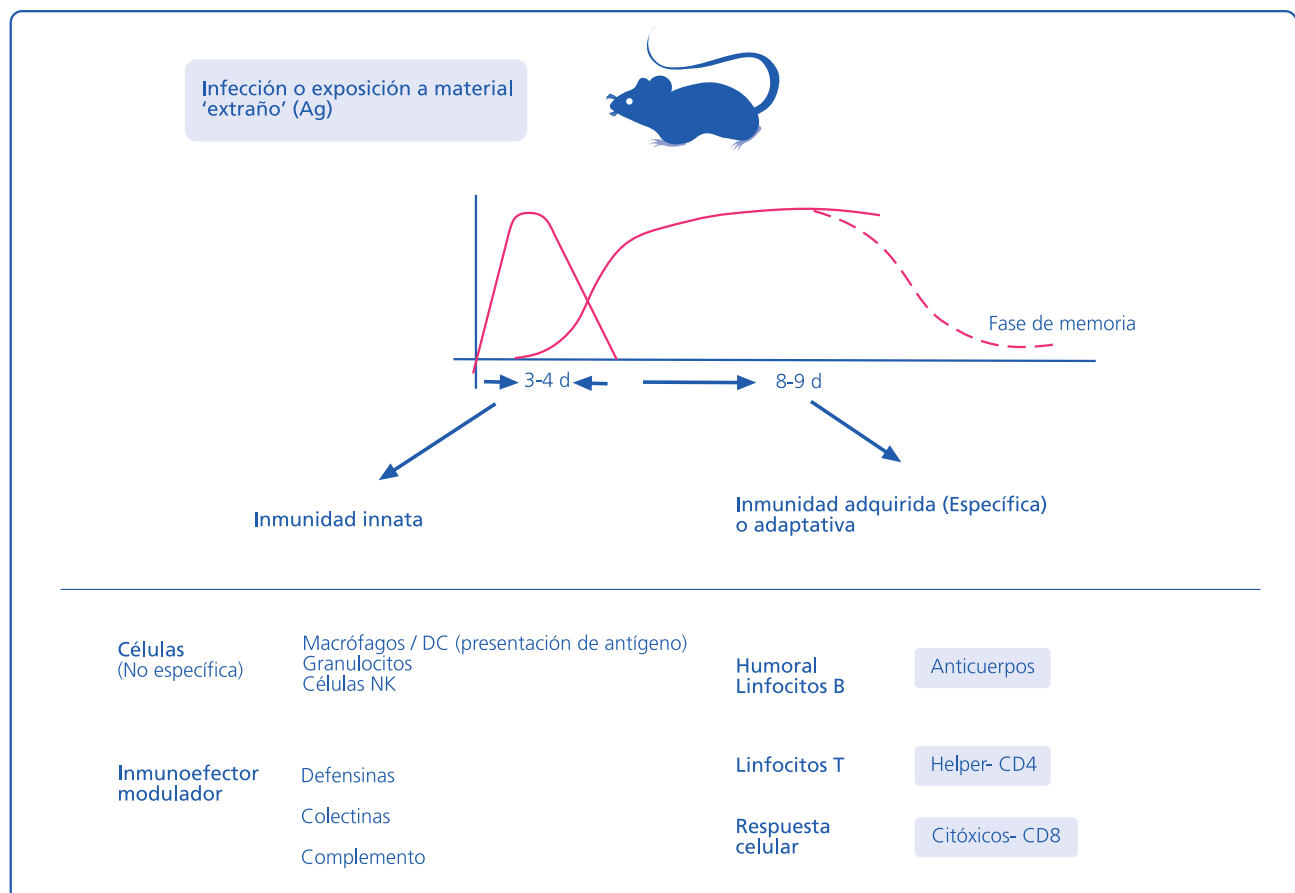 Infección o exposición a material
‘extraño’ (Ag)
Fase de memoria
3-4 d
8-9 d
Inmunidad innata
Inmunidad adquirida (Específica)
o adaptativa
Células
(No específica)
Macrófagos / DC (presentación de antígeno)
Granulocitos
Células NK
Inmunoefector
modulador
Defensinas
Colectinas
Complemento
Humoral
Linfocitos B
Anticuerpos
Linfocitos T
Helper- CD4
Respuesta
celular
Citóxicos- CD8